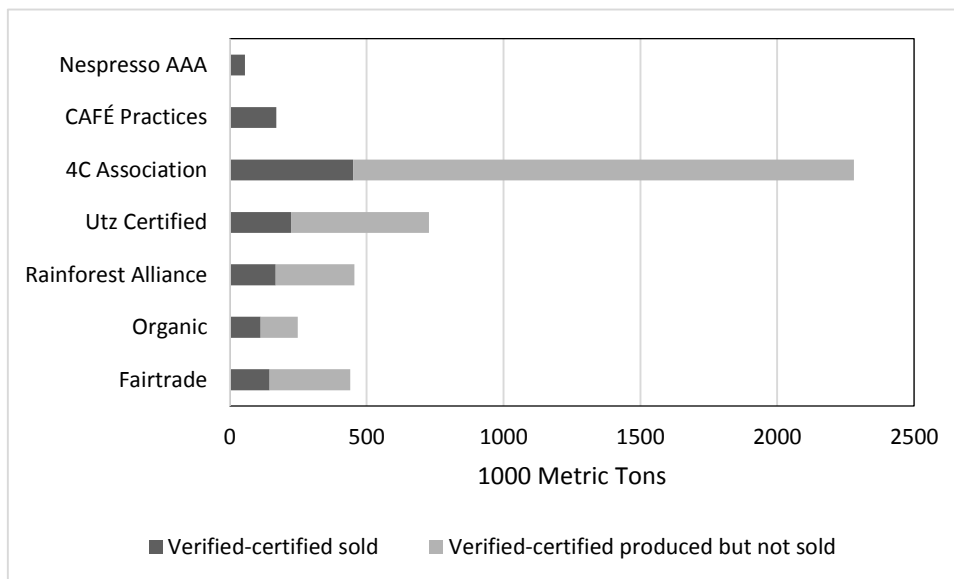 Nespresso AAA
CAFÉ Practices
4C Association
Utz Certified
Rainforest Alliance
Organic
Fairtrade
0 500 1000 1500 2000 2500
1000 Metric Tons
Verified-certified sold Verified-certified produced but not sold